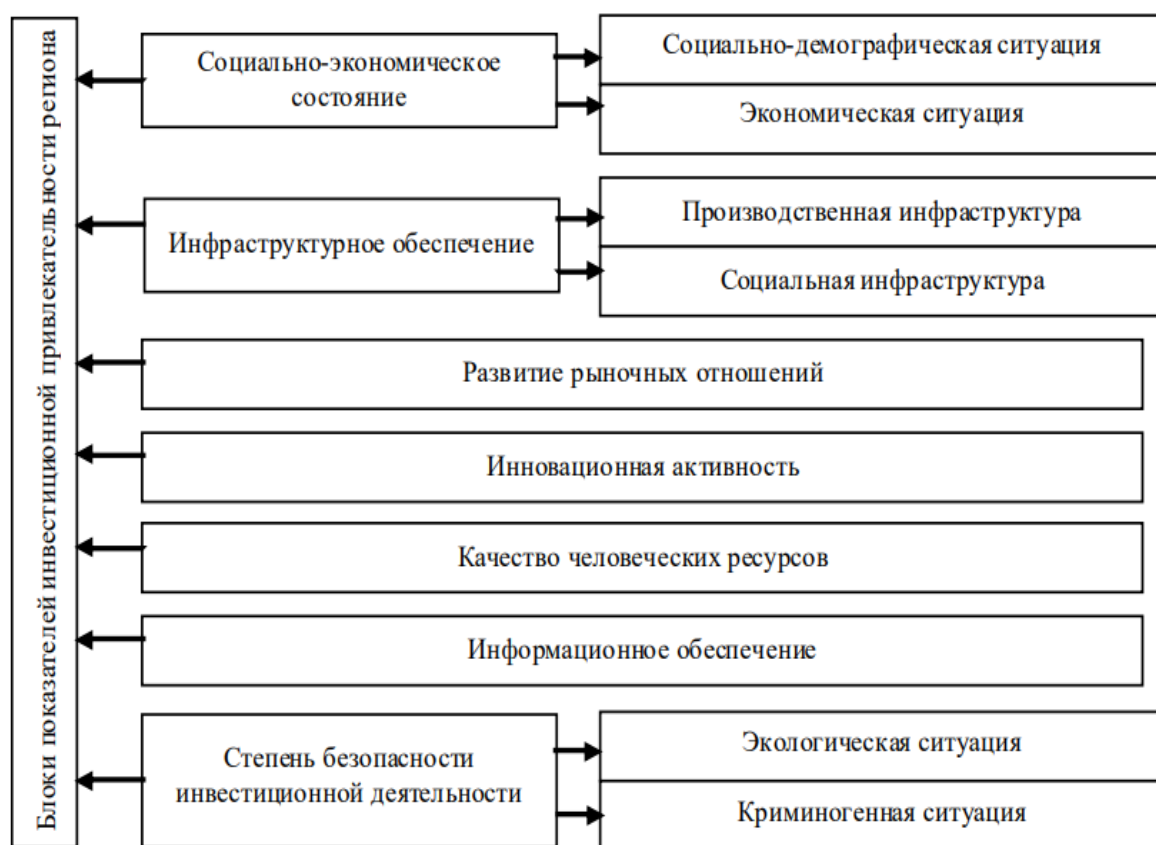 Блоки показателей инвестиционной привлекательности региона
Социально-экономическое
состояние
Социально-демографическая ситуация
Экономическая ситуация
Инфраструктурное обеспечение
Производственная инфраструктура
Социальная инфраструктура
Развитие рыночных отношений
Инновационная активность
Качество человеческих ресурсов
Информационное обеспечение
Степень безопасности
инвестиционной деятельности
Экологическая ситуация
Криминогенная ситуация